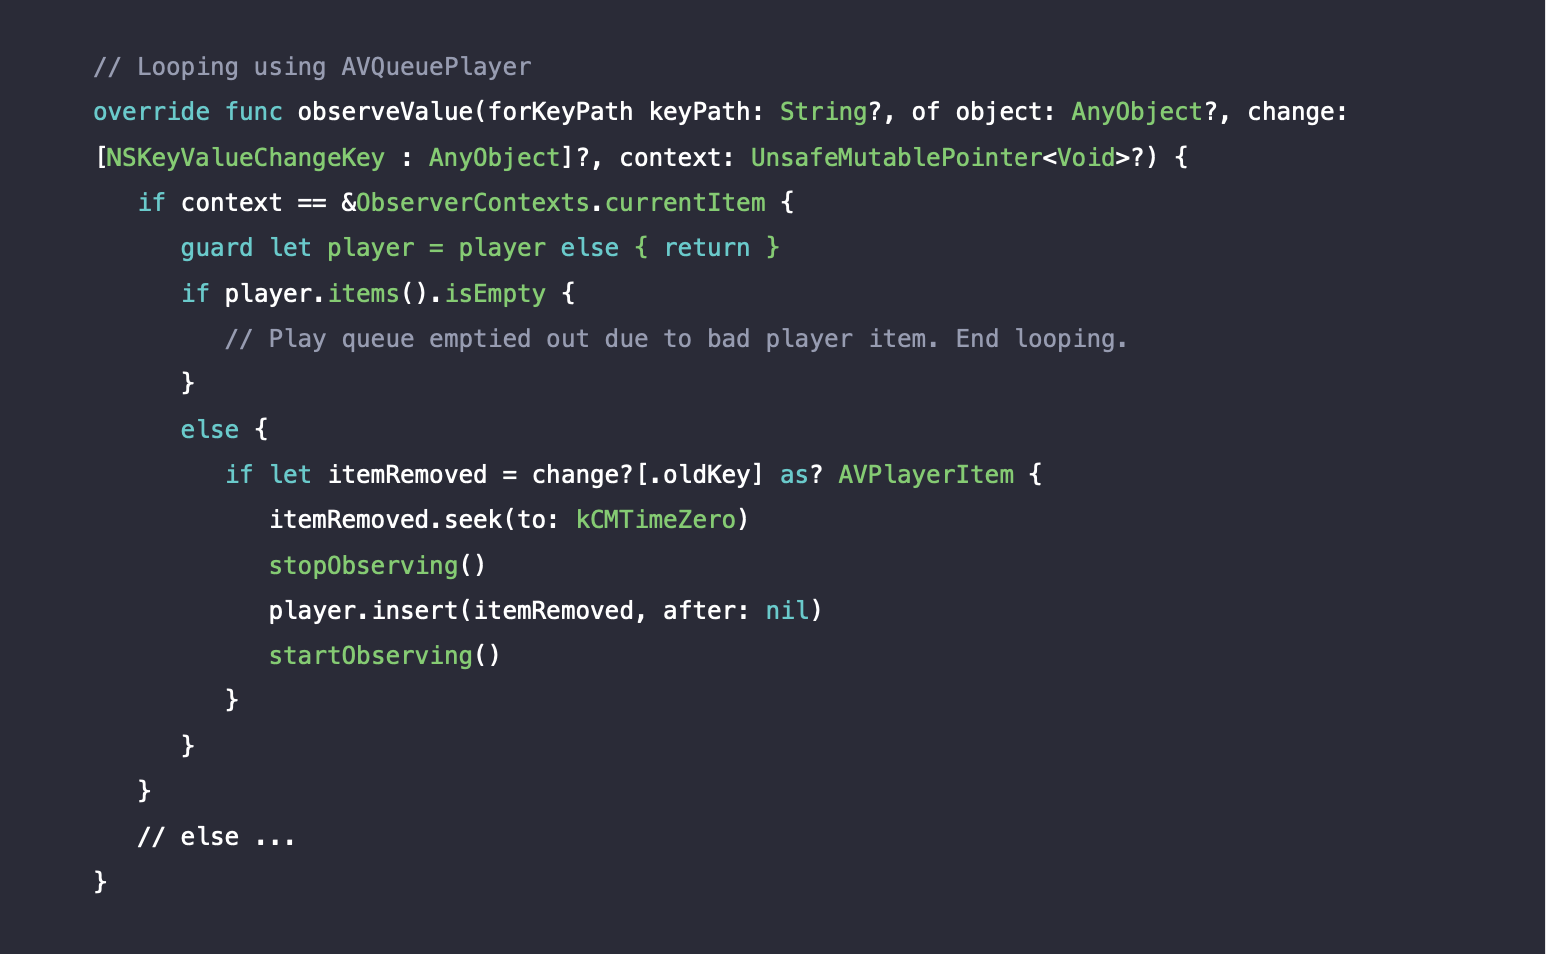 // Looping using AVQueuePlayer
override func observeValue(forKeyPath keyPath: String?, of object: AnyObject?, change:
[NSKeyValueChangeKey : AnyObject]?, context: UnsafeMutablePointer<Void>?) {
   if context == &ObserverContexts.currentItem {
      guard let player = player else { return }
      if player.items().isEmpty {
         // Play queue emptied out due to bad player item. End looping.
      }
      else {
         if let itemRemoved = change?[.oldKey] as? AVPlayerItem {
            itemRemoved.seek(to: kCMTimeZero)
            stopObserving()
            player.insert(itemRemoved, after: nil)
            startObserving()
         }
      }
   }
   // else ...
}